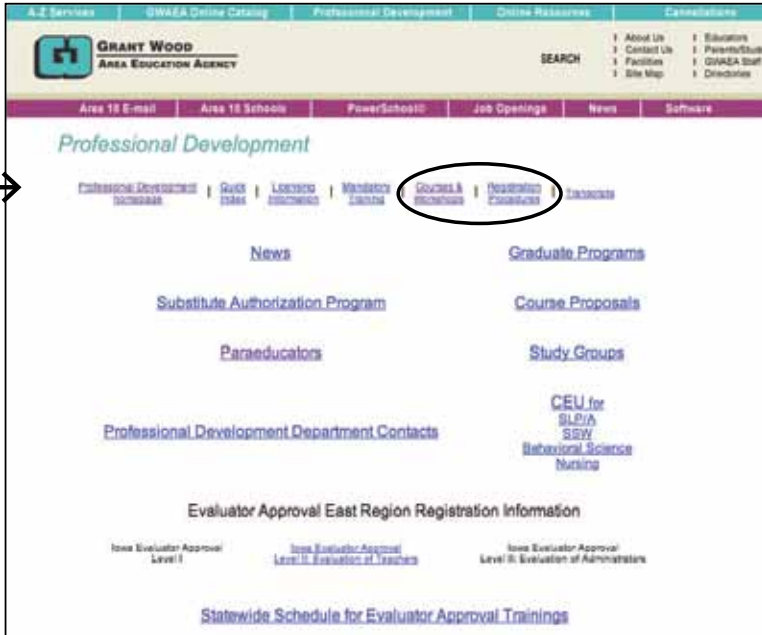 A-Z Services GWAEA Online Catalog Professional Development Online Resources Cancellations
GRANT WOOD
AREA EDUCATION AGENCY
SEARCH
About Us Educators
Contact Us Parents/Stude
Facilities GWAEA Staff
Site Map Directories
Area 10 E-mail Area 10 Schools PowerSchool© Job Openings News Software
Professional Development
Professional Development | Quick | Licensing | Mandatory | Courses & | Registration | Transcripts
homepage Index Information Training Workshops Procedures
News Graduate Programs
Substitute Authorization Program Course Proposals
Paraeducators Study Groups
CEU for
SLP/A
Professional Development Department Contacts SSW
Behavioral Science
Nursing
Evaluator Approval East Region Registration Information
Iowa Evaluator Approval Iowa Evaluator Approval Iowa Evaluator Approval
Level I Level II: Evaluation of Teachers Level II: Evaluation of Administrators
Statewide Schedule for Evaluator Approval Trainings